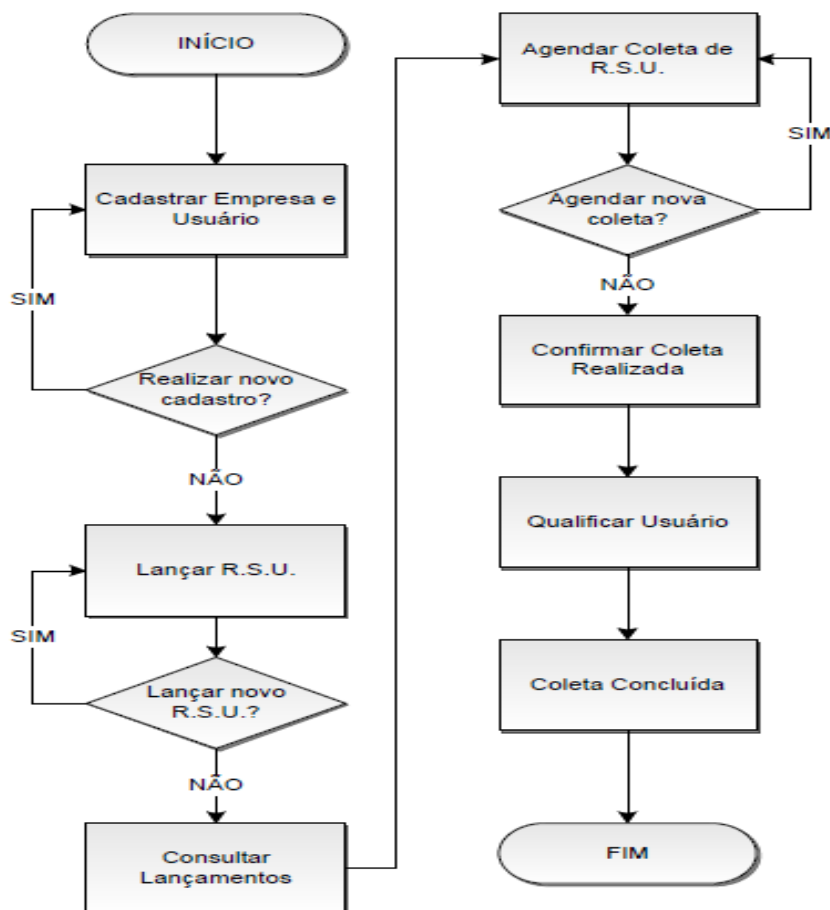 INÍCIO
Cadastrar Empresa e
Usuário
SIM
Realizar novo
cadastro?
NÃO
Lançar R.S.U.
SIM
Lançar novo
R.S.U.?
NÃO
Consultar
Lançamentos
Agendar Coleta de
R.S.U.
SIM
Agendar nova
coleta?
NÃO
Confirmar Coleta
Realizada
Qualificar Usuário
Coleta Concluída
FIM